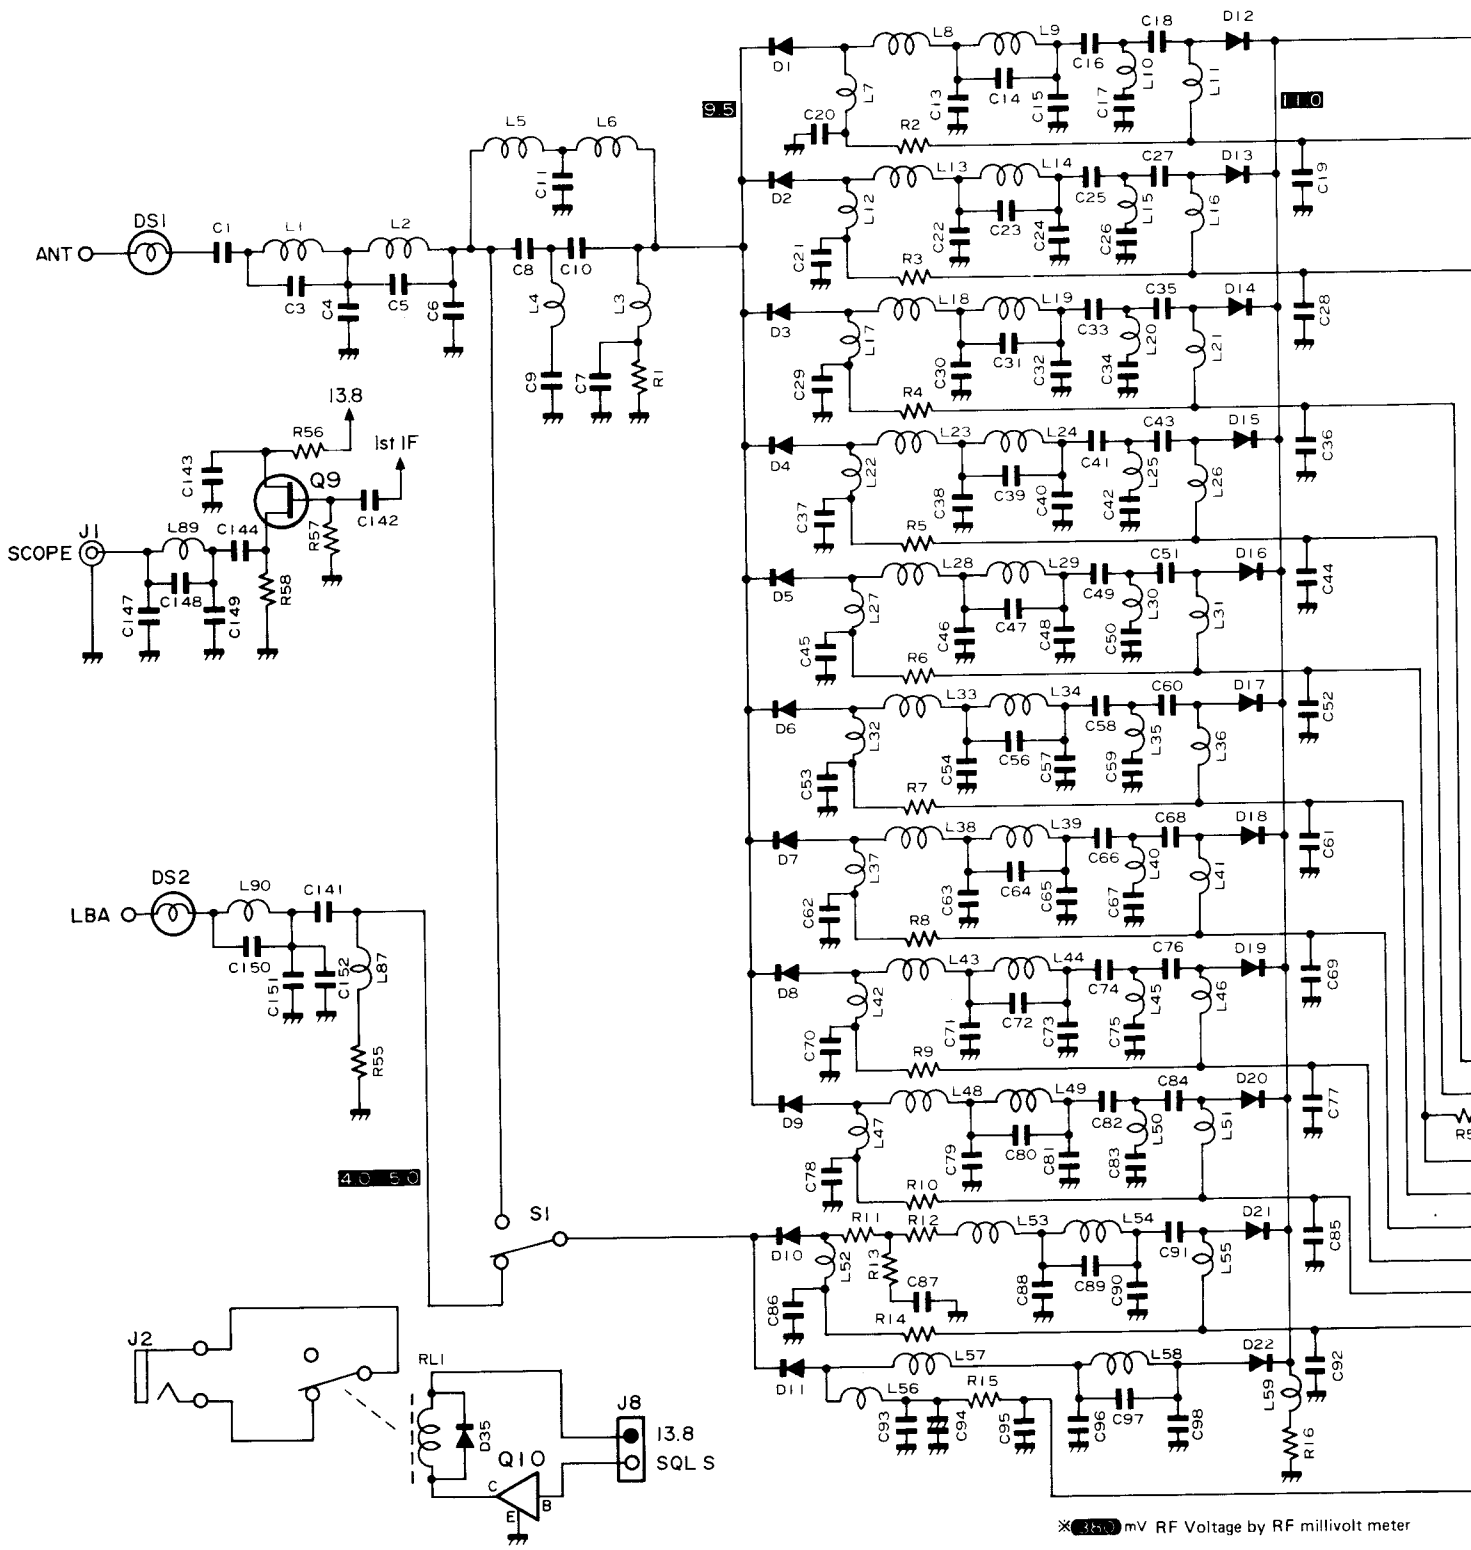 D12
C18
L8
L9
D1
C16
L10
L11
L7
C13
C14
C15
C17
9.5
11.0
C20
R2
L5
L6
C11
L13
L14
C27
D13
C19
D2
L12
C25
L15
L16
C22
C23
C24
C26
C21
R3
DS1
C1
L1
L2
ANT
C8
C10
C3
C4
C5
C6
L4
L3
C9
C7
R1
L18
L19
C35
D14
C28
D3
L17
C33
L20
L21
C30
C31
C32
C34
C29
R4
13.8
R56
1st IF
C143
Q9
C142
R57
J1
L89
C144
SCOPE
R58
C147
C148
C149
L23
L24
C43
D15
C36
D4
L22
C41
L25
L26
C38
C39
C40
C42
C37
R5
L28
L29
C51
D16
C44
D5
L27
C49
L30
L31
C46
C47
C48
C50
C45
R6
L33
L34
C60
D17
C52
D6
L32
C58
L35
L36
C54
C56
C57
C59
C53
R7
L38
L39
C68
D18
C61
D7
L37
C66
L40
L41
C63
C64
C65
C67
C62
R8
DS2
L90
C141
LBA
C150
C151
C152
L87
R55
L43
L44
C76
D19
C69
D8
L42
C74
L45
L46
C71
C72
C73
C75
C70
R9
L48
L49
C84
D20
C77
D9
L47
C82
L50
L51
C79
C80
C81
C83
C78
R10
R5
4.0 5.0
S1
R11
R12
L53
L54
D21
C85
D10
L52
R13
C91
L55
C86
C87
C88
C89
C90
R14
L57
L58
D22
C92
D11
L56
R15
L59
C93
C94
C95
C96
C97
C98
R16
J2
RL1
D35
Q10
C
B
E
J8
13.8
SQL S
※ 380 mV RF Voltage by RF millivolt meter